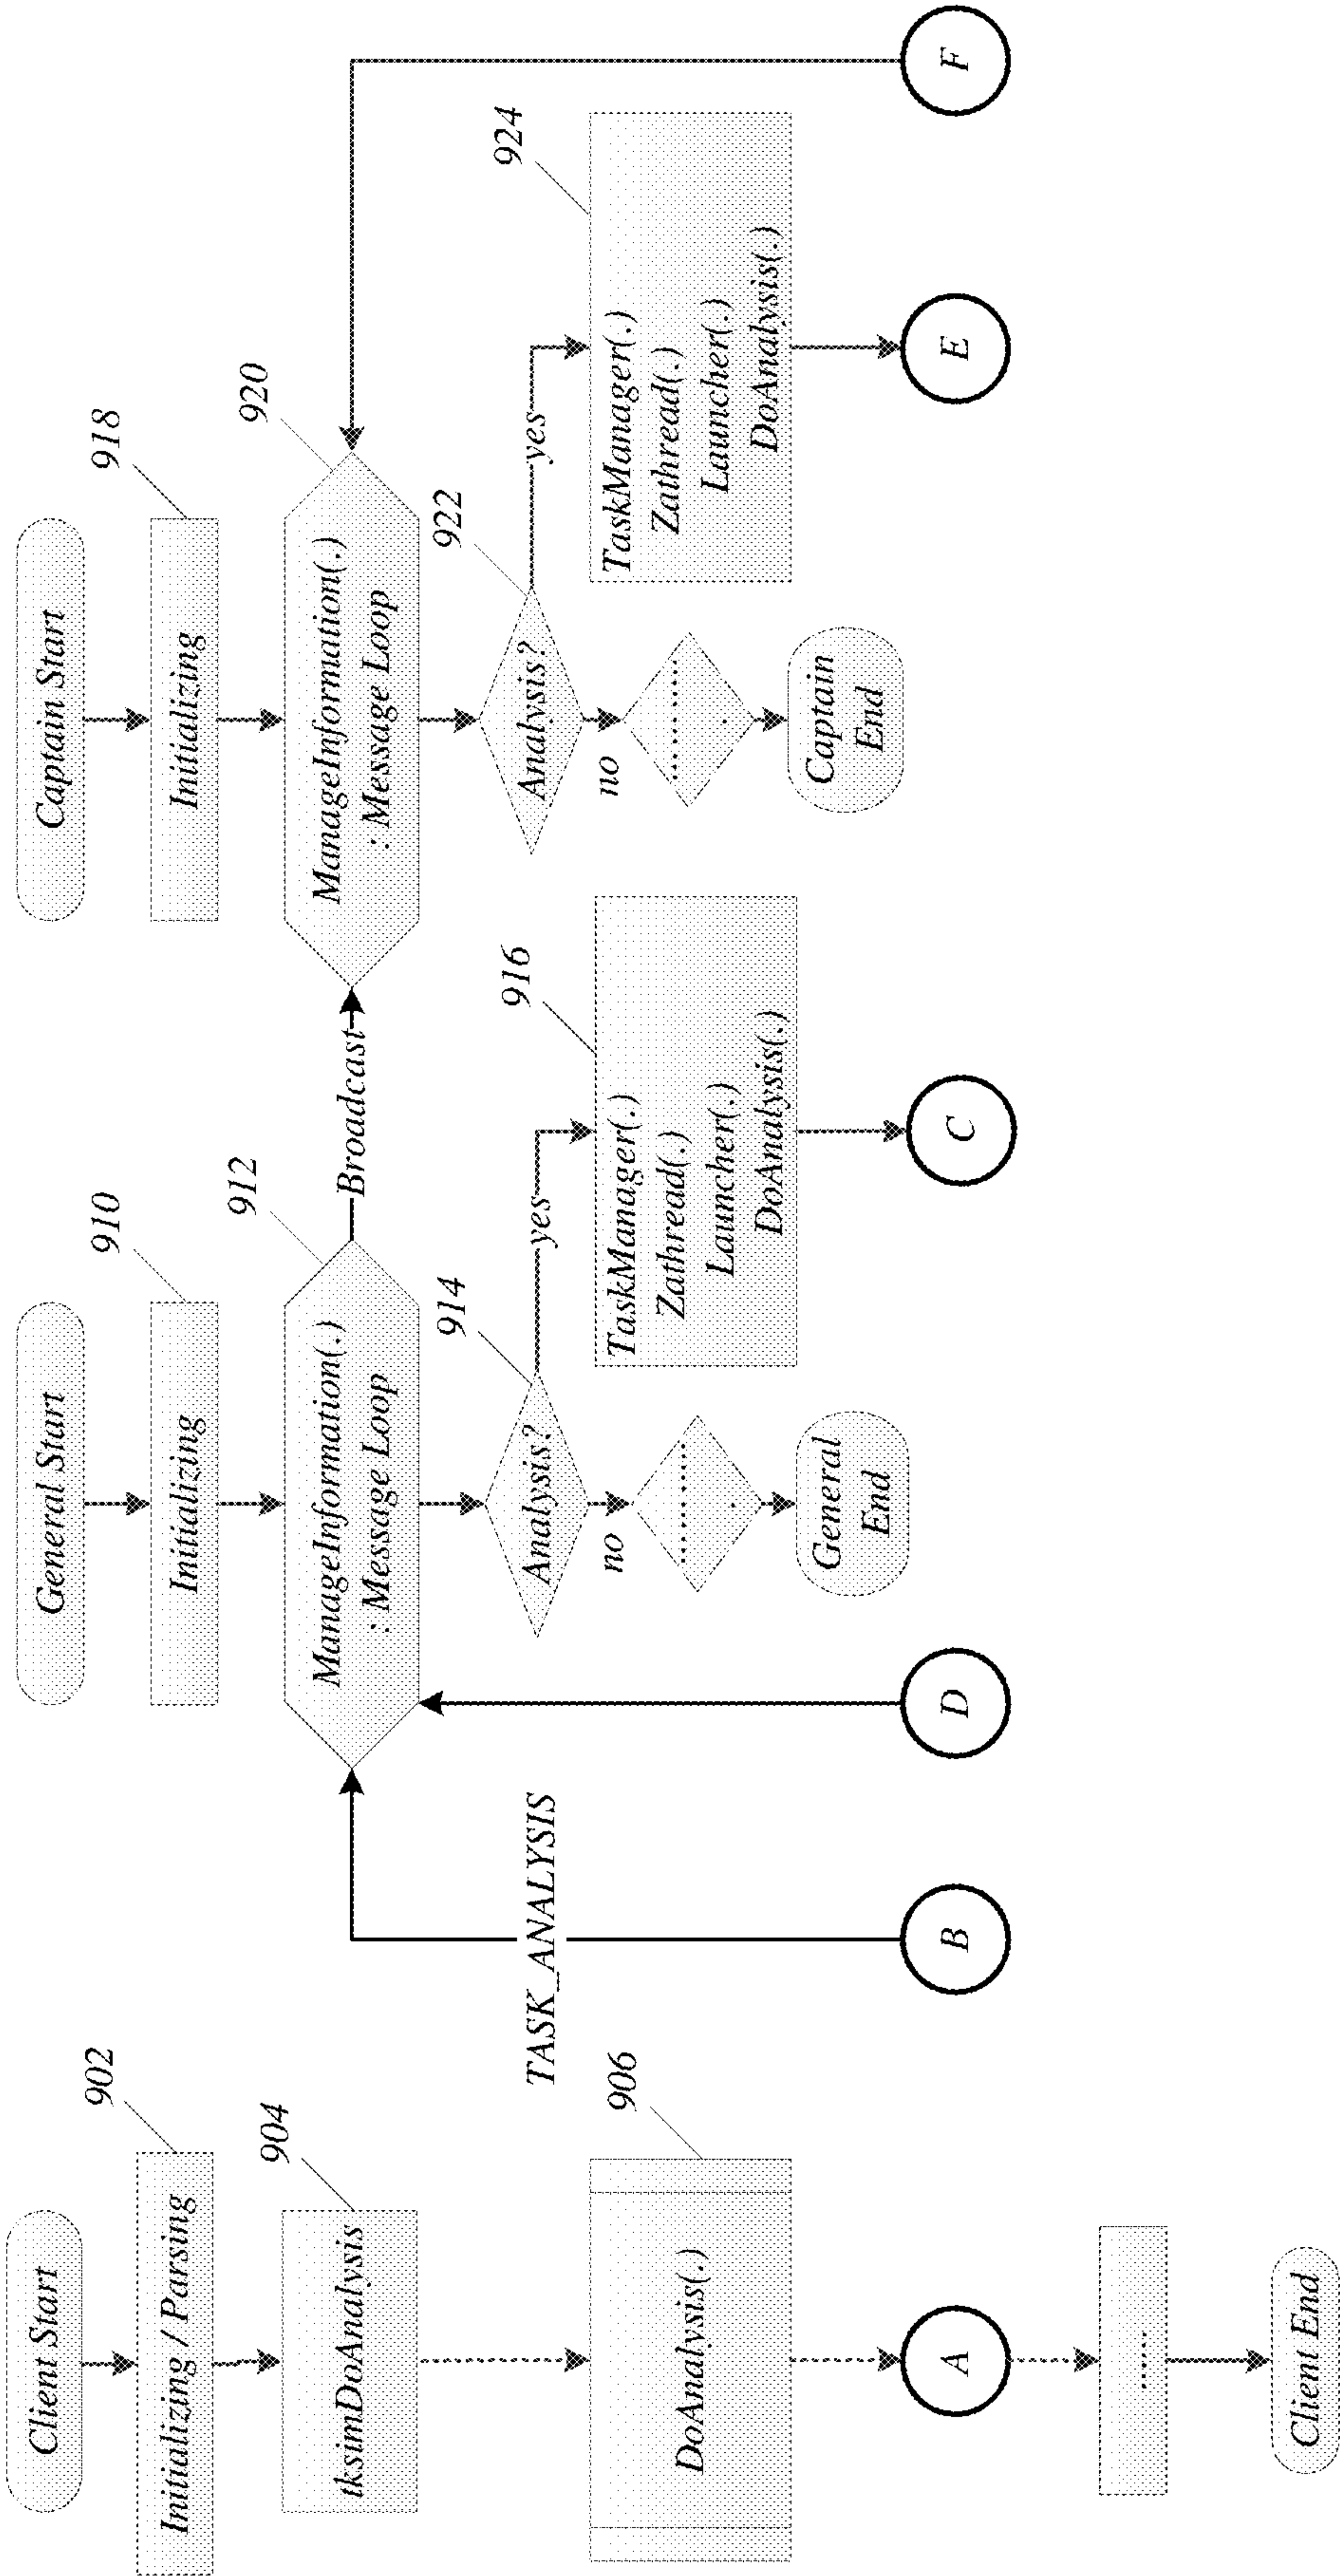 Client Start
902
Initializing / Parsing
904
tksimDoAnalysis
906
DoAnalysis(.)
A
.......
Client End
TASK_ANALYSIS
B
D
General Start
910
Initializing
912
ManageInformation(.)
: Message Loop
Broadcast
914
Analysis?
yes
no
..........
General
End
916
TaskManager(.)
Zathread(.)
Launcher(.)
DoAnalysis(.)
C
Captain Start
918
Initializing
920
ManageInformation(.)
: Message Loop
922
Analysis?
yes
no
..........
Captain
End
924
TaskManager(.)
Zathread(.)
Launcher(.)
DoAnalysis(.)
E
F